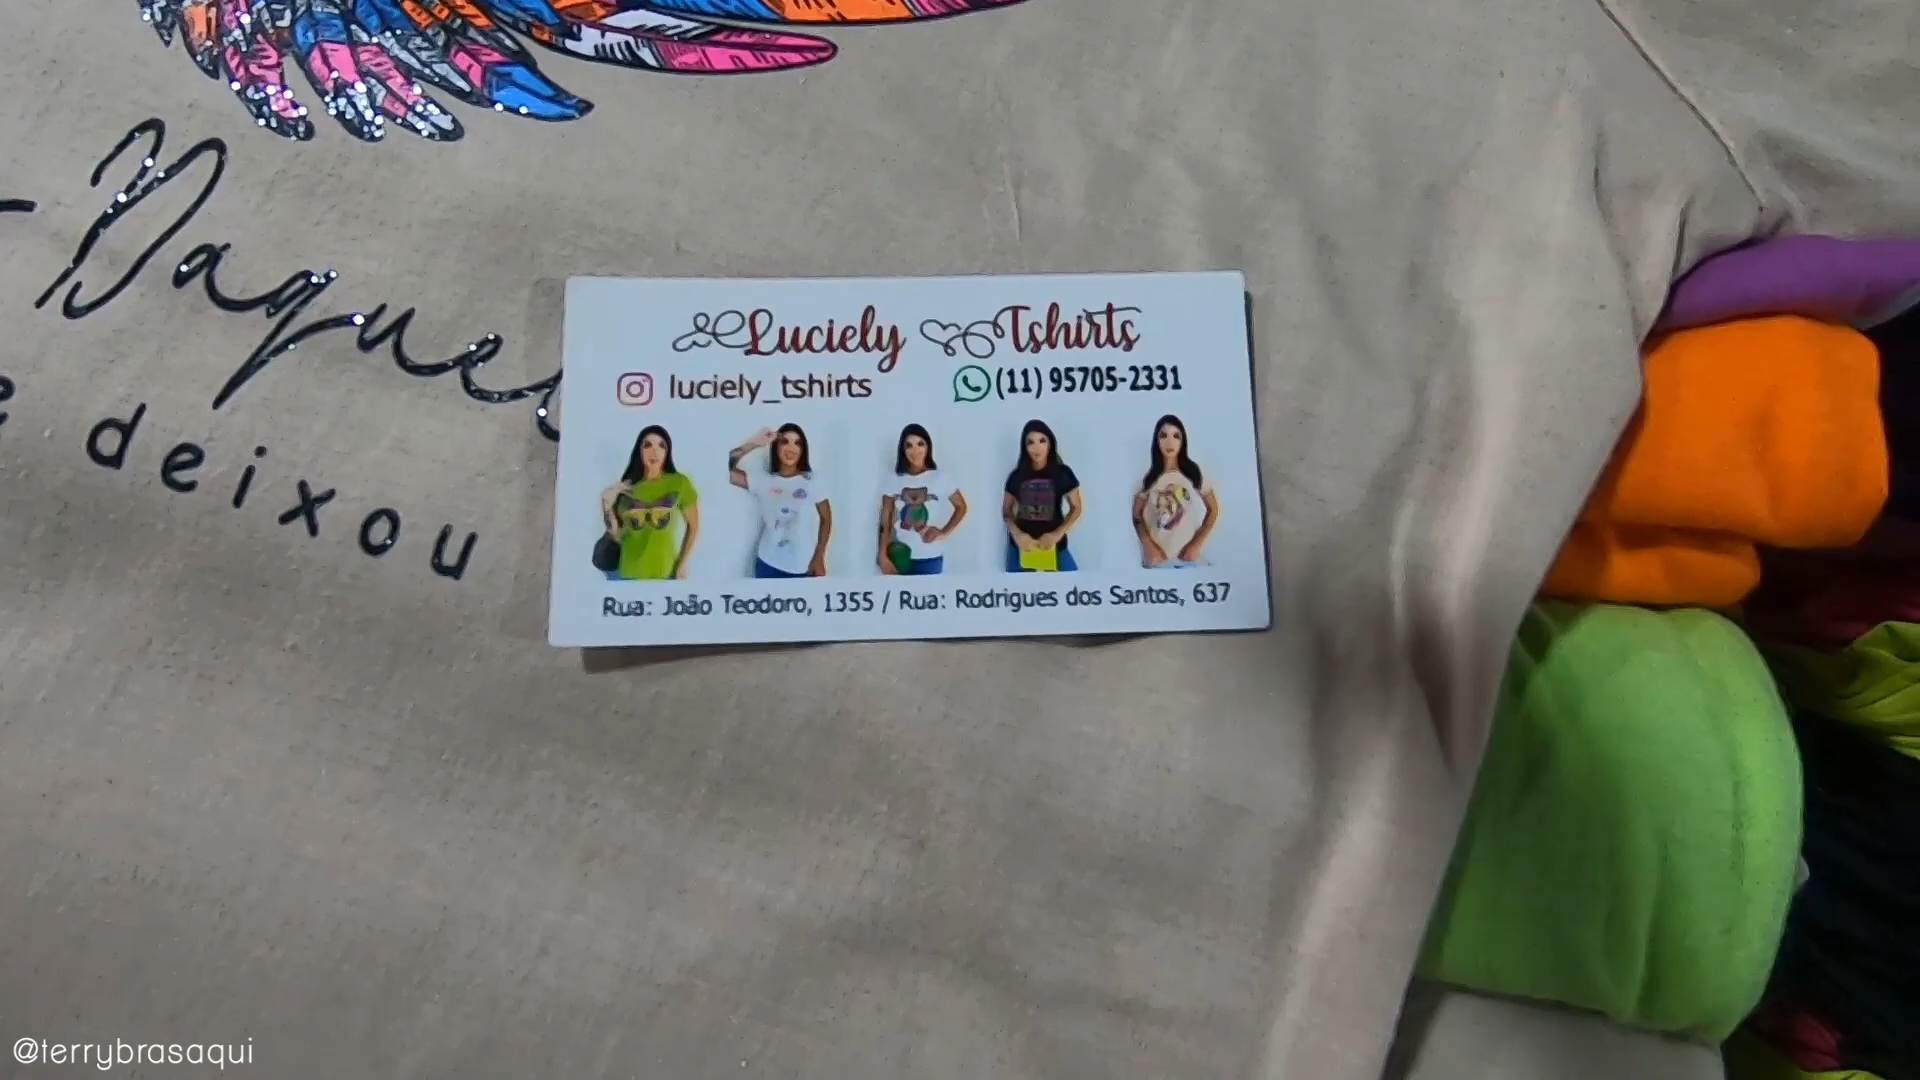 deixou
Luciely Tshirts
luciely_tshirts (11) 95705-2331
Rua: João Teodoro, 1355 / Rua: Rodrigues dos Santos, 637
@terrybrasaqui